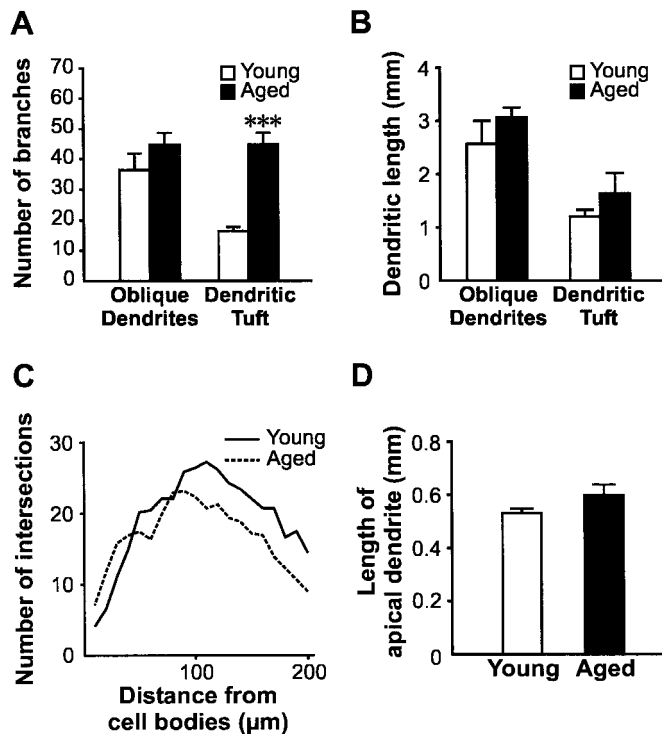 A
Number of branches
70
60
50
40
30
20
10
0
Young
Aged
***
Oblique
Dendrites
Dendritic
Tuft
B
Dendritic length (mm)
4
3
2
1
0
Young
Aged
Oblique
Dendrites
Dendritic
Tuft
C
Number of intersections
30
20
10
0
Young
Aged
100
200
Distance from
cell bodies (µm)
D
Length of
apical dendrite (mm)
0.8
0.6
0.4
0.2
0
Young
Aged